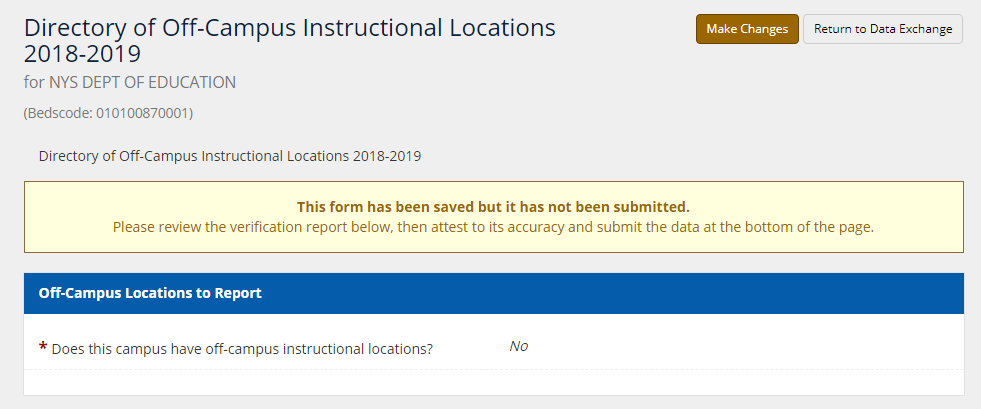 Directory of Off-Campus Instructional Locations
2018-2019
Make Changes
Return to Data Exchange
for NYS DEPT OF EDUCATION
(Bedscode: 010100870001)
Directory of Off-Campus Instructional Locations 2018-2019
This form has been saved but it has not been submitted.
Please review the verification report below, then attest to its accuracy and submit the data at the bottom of the page.
Off-Campus Locations to Report
* Does this campus have off-campus instructional locations? No